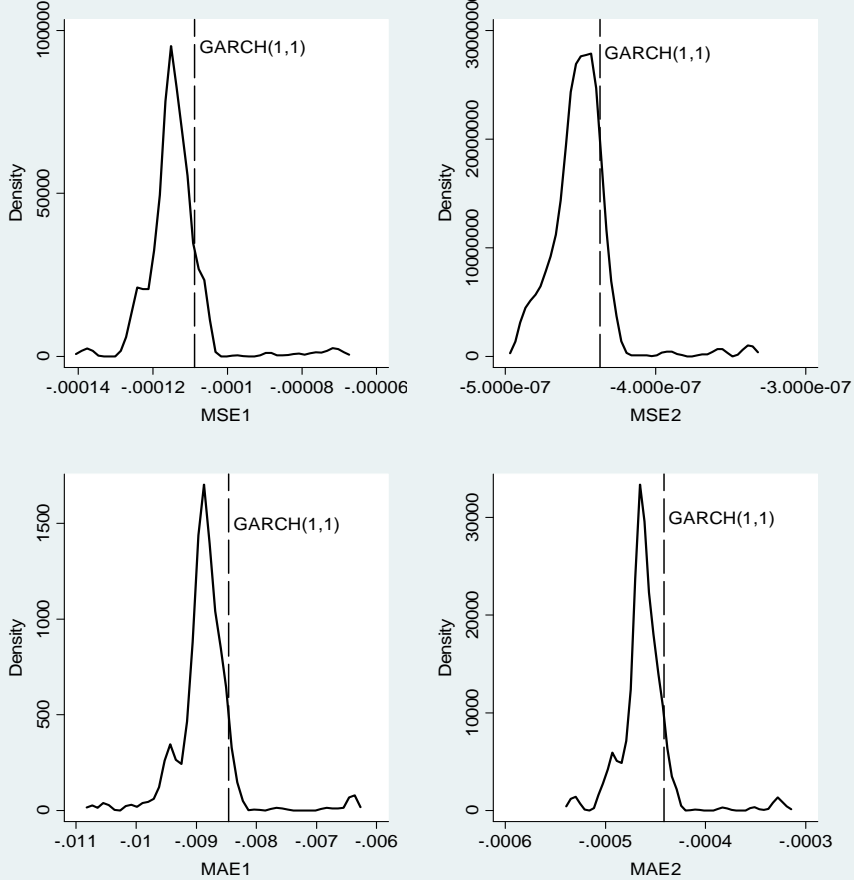 Density
100000
50000
0
GARCH(1,1)
-.00014 -.00012 -.0001 -.00008 -.00006
MSE1
Density
30000000
20000000
10000000
0
GARCH(1,1)
-5.000e-07 -4.000e-07 -3.000e-07
MSE2
Density
1500
1000
500
0
GARCH(1,1)
-.011 -.01 -.009 -.008 -.007 -.006
MAE1
Density
30000
20000
10000
0
GARCH(1,1)
-.0006 -.0005 -.0004 -.0003
MAE2